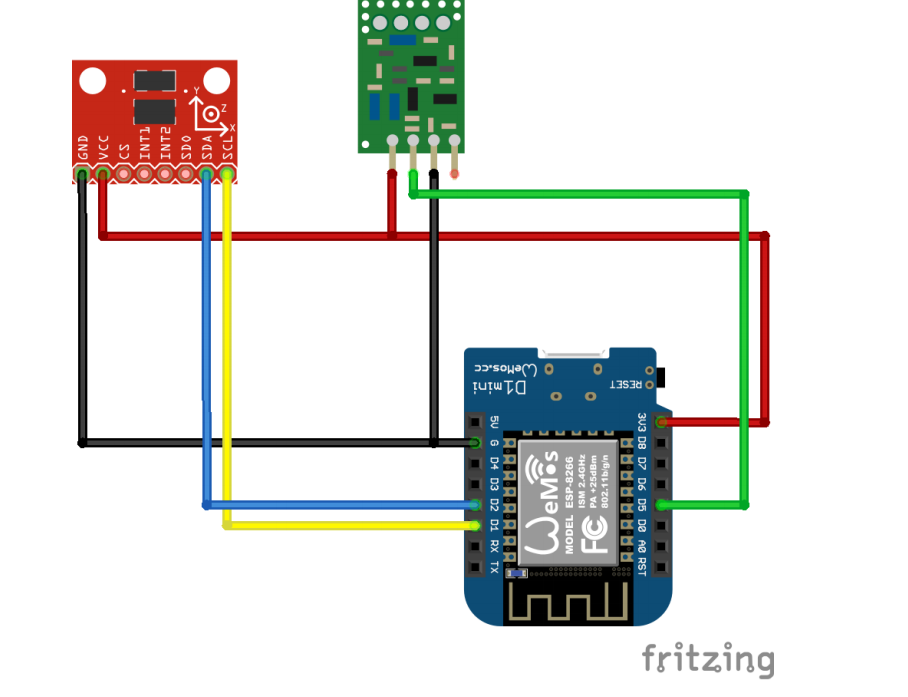 GND VCC CS INT1 INT2 SDO SDA SCL
Y
Z
X
WeMos.cc
D1mini
RESET
5V
G
D4
D3
D2
D1
RX
TX
3V3
D8
D7
D6
D5
D0
A0
RST
WeMos
MODEL ESP-8266
ISM 2.4GHz
PA +25dBm
802.11b/g/n
FC
fritzing